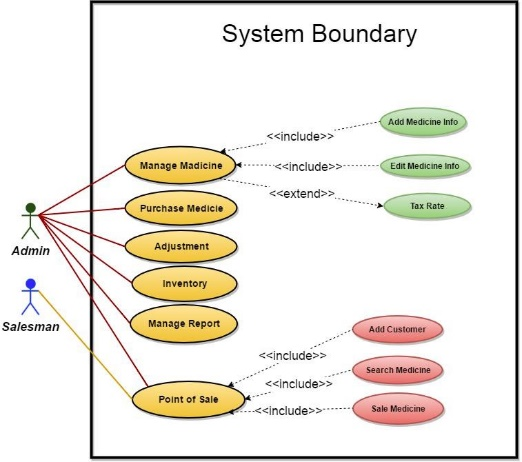 System Boundary
Add Medicine Info
<<include>>
Manage Madicine
<<include>>
Edit Medicine Info
<<extend>>
Tax Rate
Purchase Medicie
Admin
Adjustment
Inventory
Salesman
Manage Report
Add Customer
<<include>>
Search Medicine
<<include>>
Point of Sale
<<include>>
Sale Medicine